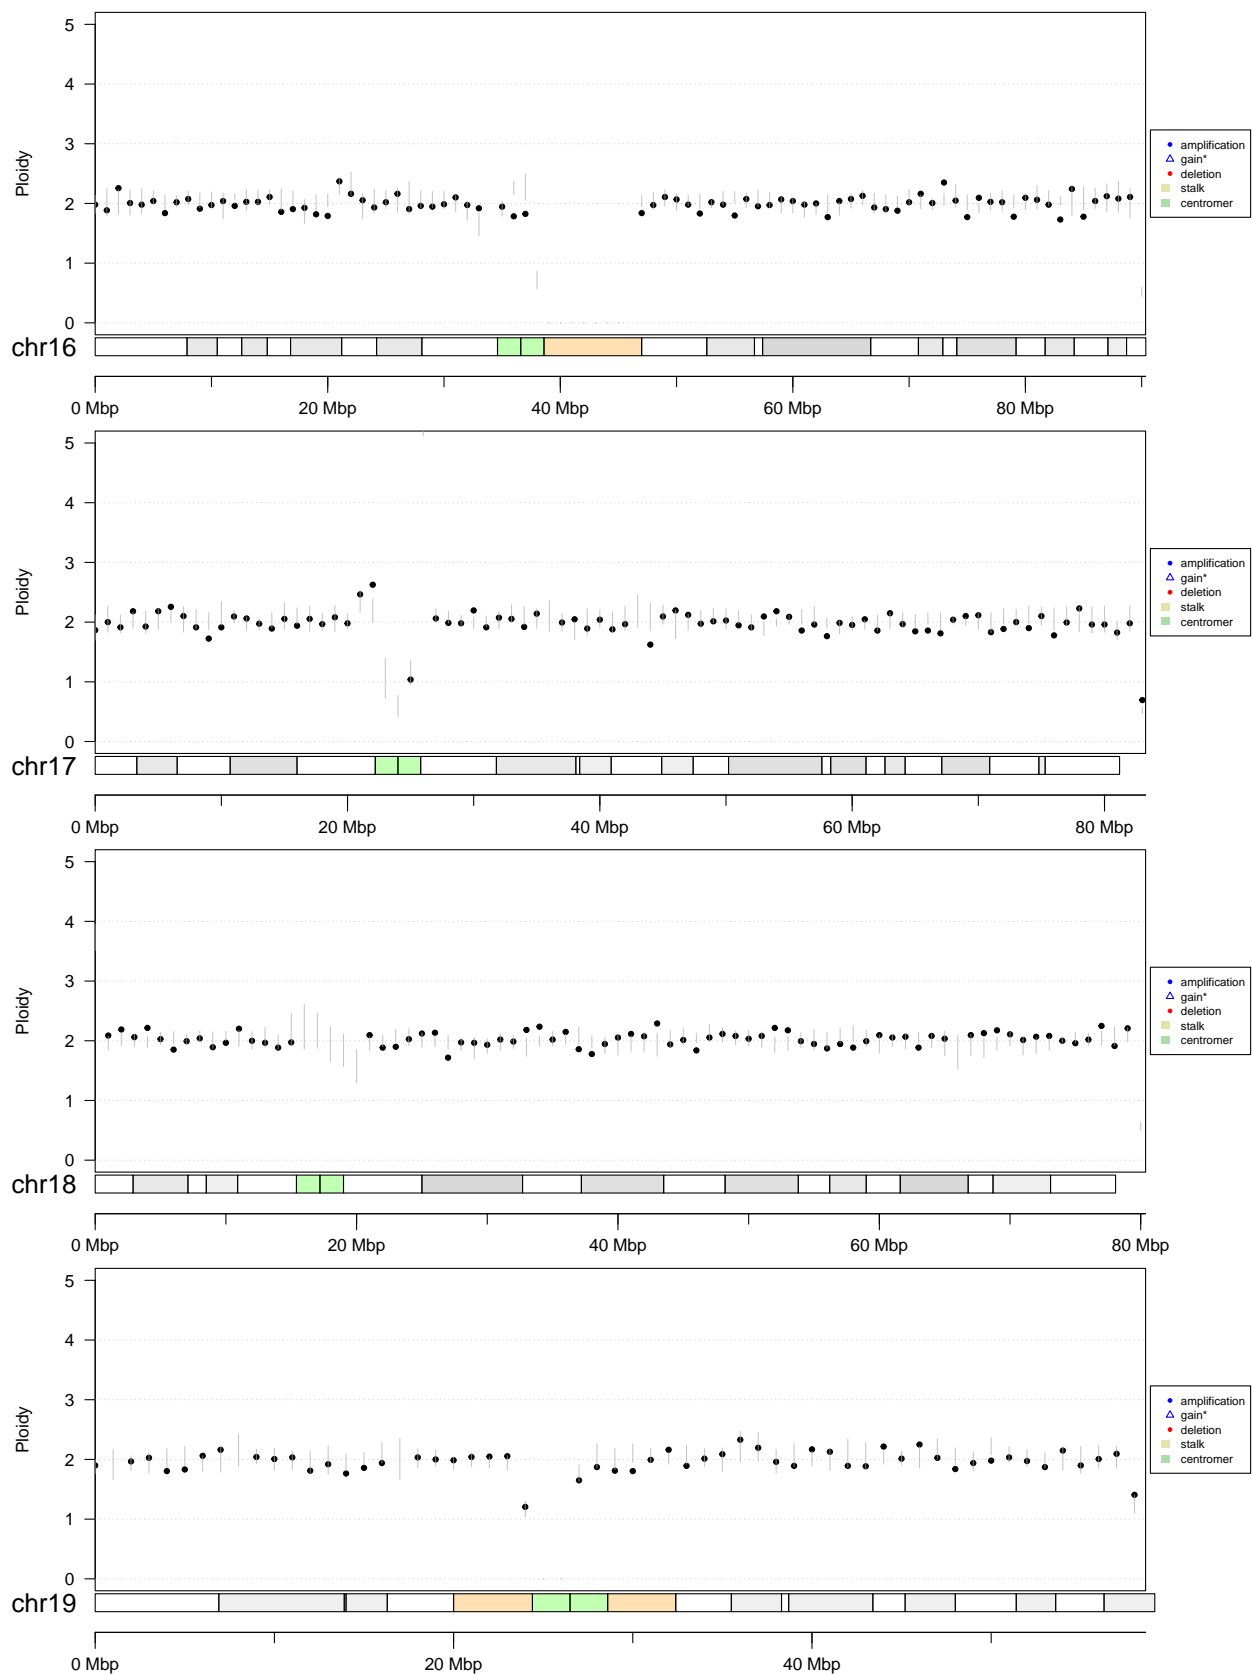 5
4
3
2
1
0
Ploidy
amplification
gain*
deletion
stalk
centromer
chr16
0 Mbp 20 Mbp 40 Mbp 60 Mbp 80 Mbp
5
4
3
2
1
0
Ploidy
amplification
gain*
deletion
stalk
centromer
chr17
0 Mbp 20 Mbp 40 Mbp 60 Mbp 80 Mbp
5
4
3
2
1
0
Ploidy
amplification
gain*
deletion
stalk
centromer
chr18
0 Mbp 20 Mbp 40 Mbp 60 Mbp 80 Mbp
5
4
3
2
1
0
Ploidy
amplification
gain*
deletion
stalk
centromer
chr19
0 Mbp 20 Mbp 40 Mbp